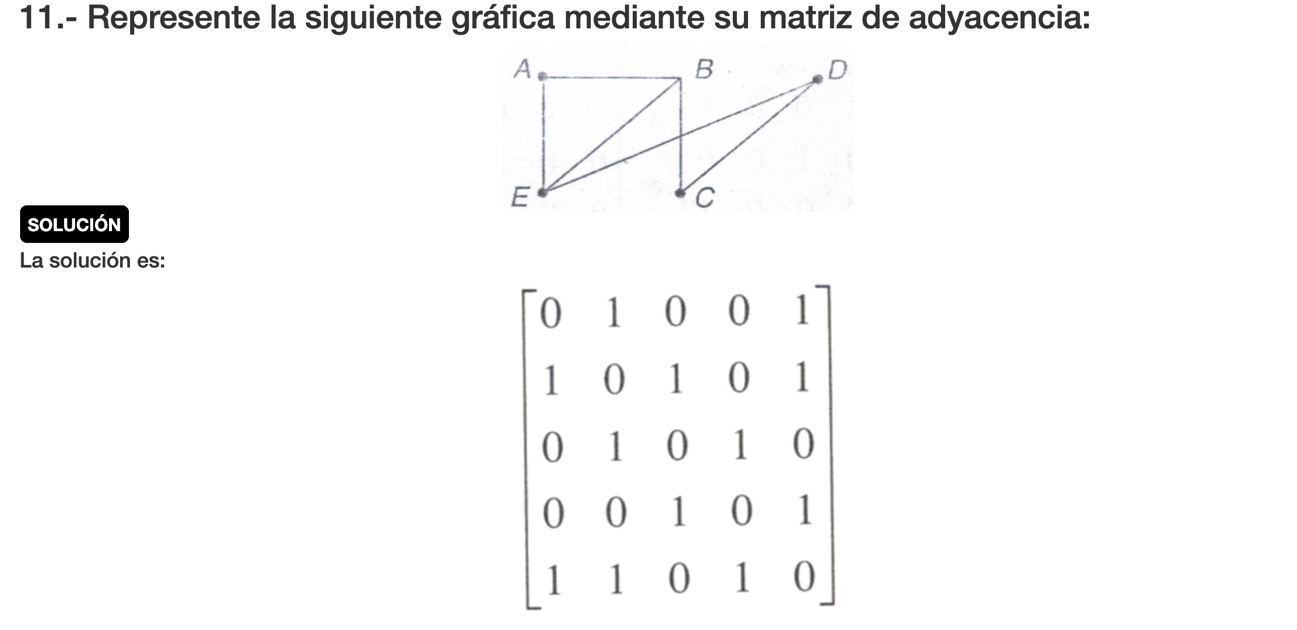 11.- Represente la siguiente gráfica mediante su matriz de adyacencia:
A B D
E C
SOLUCIÓN
La solución es:
0 1 0 0 1
1 0 1 0 1
0 1 0 1 0
0 0 1 0 1
1 1 0 1 0